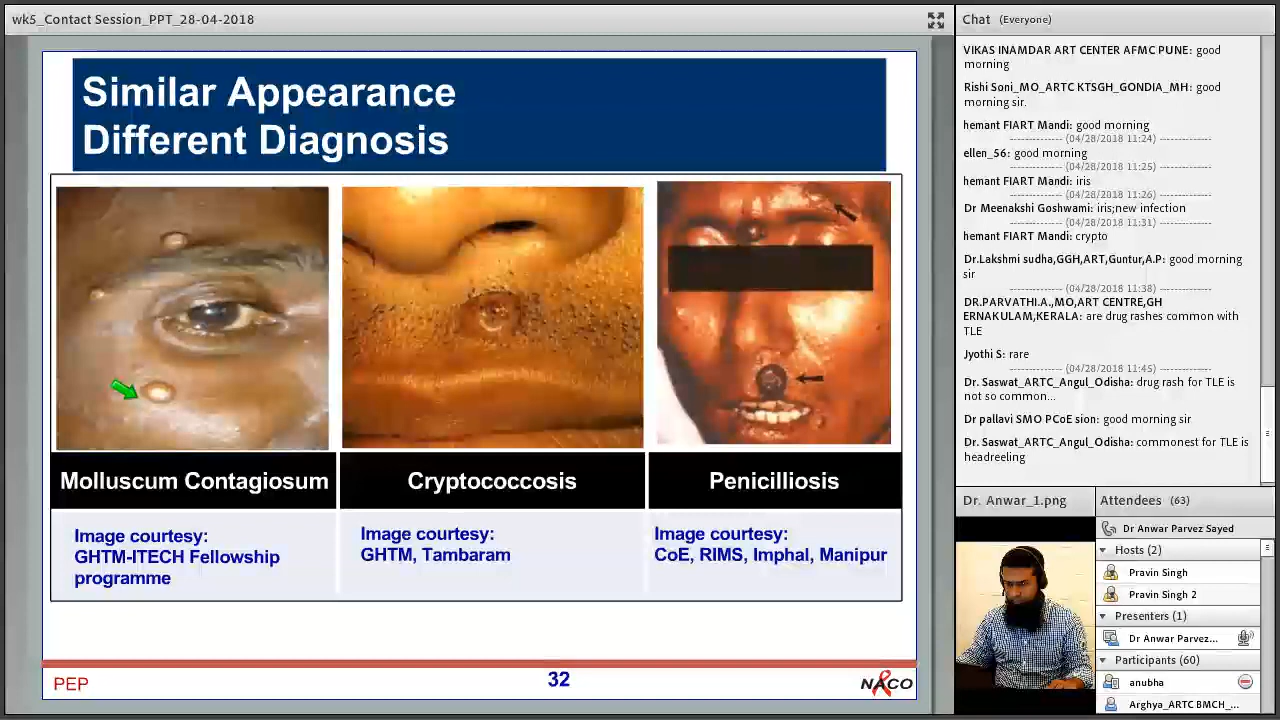 wk5_Contact Session_PPT_28-04-2018
Similar Appearance
Different Diagnosis
Molluscum Contagiosum
Cryptococcosis
Penicilliosis
Image courtesy:
GHTM-ITECH Fellowship
programme
Image courtesy:
GHTM, Tambaram
Image courtesy:
CoE, RIMS, Imphal, Manipur
PEP
32
NACO
Chat (Everyone)
VIKAS INAMDAR ART CENTER AFMC PUNE: good
morning
Rishi Soni_MO_ARTC KTSGH_GONDIA_MH: good
morning sir.
hemant FIART Mandi: good morning
------------------ (04/28/2018 11:24) ----------------
ellen_56: good morning
------------------ (04/28/2018 11:25) ----------------
hemant FIART Mandi: iris
------------------ (04/28/2018 11:26) ----------------
Dr Meenakshi Goshwami: iris;new infection
------------------ (04/28/2018 11:31) ----------------
hemant FIART Mandi: crypto
Dr.Lakshmi sudha,GGH,ART,Guntur,A.P: good morning
sir
------------------ (04/28/2018 11:38) ----------------
DR.PARVATHI.A.,MO,ART CENTRE,GH
ERNAKULAM,KERALA: are drug rashes common with
TLE
Jyothi S: rare
------------------ (04/28/2018 11:45) ----------------
Dr. Saswat_ARTC_Angul_Odisha: drug rash for TLE is
not so common...
Dr pallavi SMO PCoE sion: good morning sir
Dr. Saswat_ARTC_Angul_Odisha: commonest for TLE is
headreeling
Dr. Anwar_1.png
Attendees (63)
Dr Anwar Parvez Sayed
Hosts (2)
Pravin Singh
Pravin Singh 2
Presenters (1)
Dr Anwar Parvez...
Participants (60)
anubha
Arghya_ARTC BMCH_...